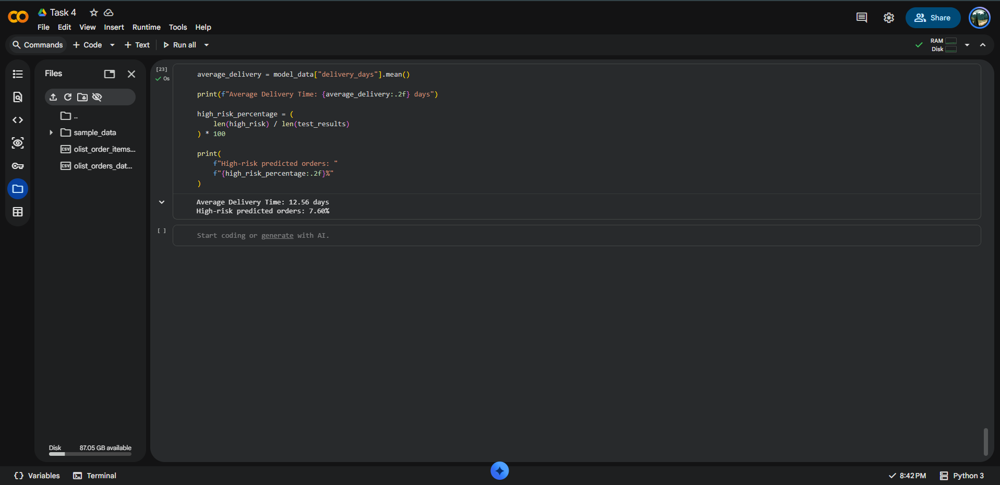 Task 4
File Edit View Insert Runtime Tools Help
Share
Commands + Code + Text Run all
RAM
Disk
Files
..
sample_data
olist_order_items...
olist_orders_dat...
Disk 87.05 GB available
[23]
0s
average_delivery = model_data["delivery_days"].mean()
print(f"Average Delivery Time: {average_delivery:.2f} days")
high_risk_percentage = (
    len(high_risk) / len(test_results)
) * 100
print(
    f"High-risk predicted orders: "
    f"{high_risk_percentage:.2f}%"
)
Average Delivery Time: 12.56 days
High-risk predicted orders: 7.60%
[ ]
Start coding or generate with AI.
{} Variables Terminal
8:42 PM Python 3